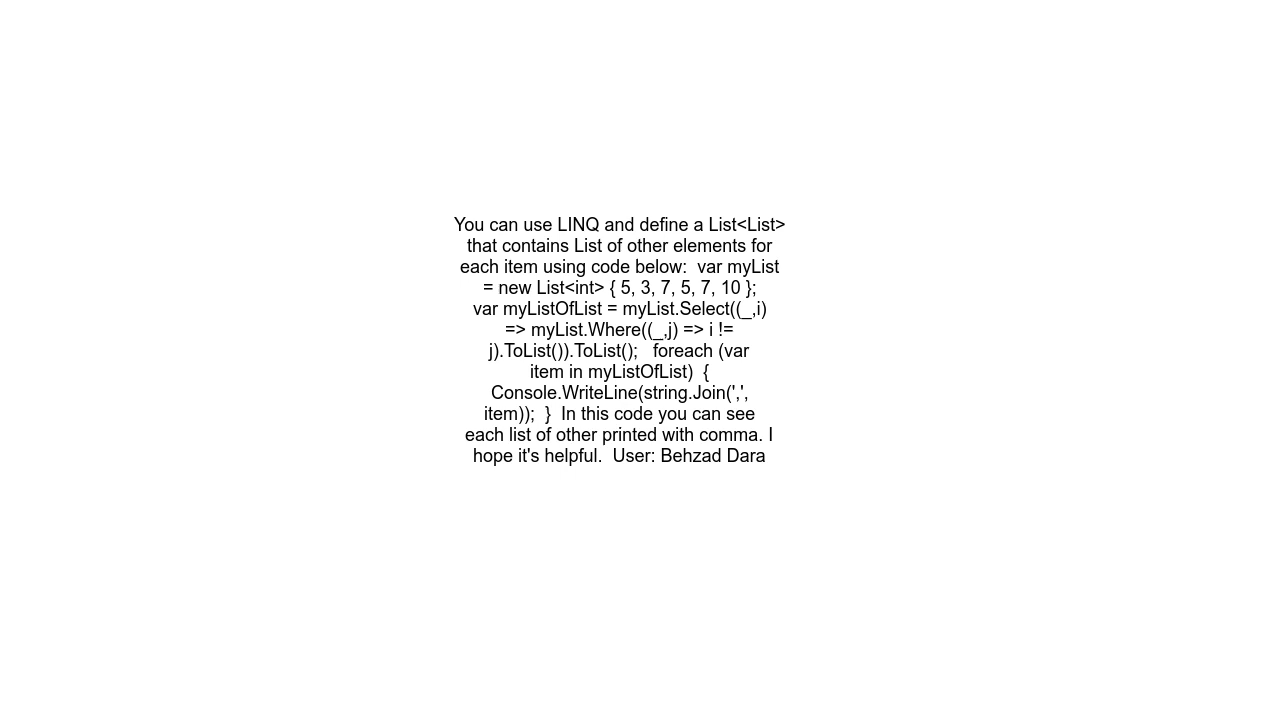 You can use LINQ and define a List<List>
that contains List of other elements for
each item using code below:  var myList
= new List<int> { 5, 3, 7, 5, 7, 10 };
var myListOfList = myList.Select((_,i)
=> myList.Where((_,j) => i !=
j).ToList()).ToList();   foreach (var
item in myListOfList)  {
Console.WriteLine(string.Join(',',
item));  }  In this code you can see
each list of other printed with comma. I
hope it's helpful.  User: Behzad Dara